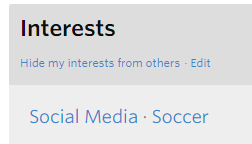 Interests
Hide my interests from others · Edit
Social Media · Soccer